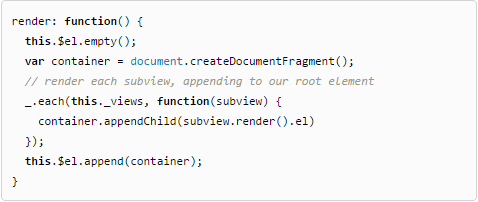 render: function() {
  this.$el.empty();
  var container = document.createDocumentFragment();
  // render each subview, appending to our root element
  _.each(this._views, function(subview) {
    container.appendChild(subview.render().el)
  });
  this.$el.append(container);
}